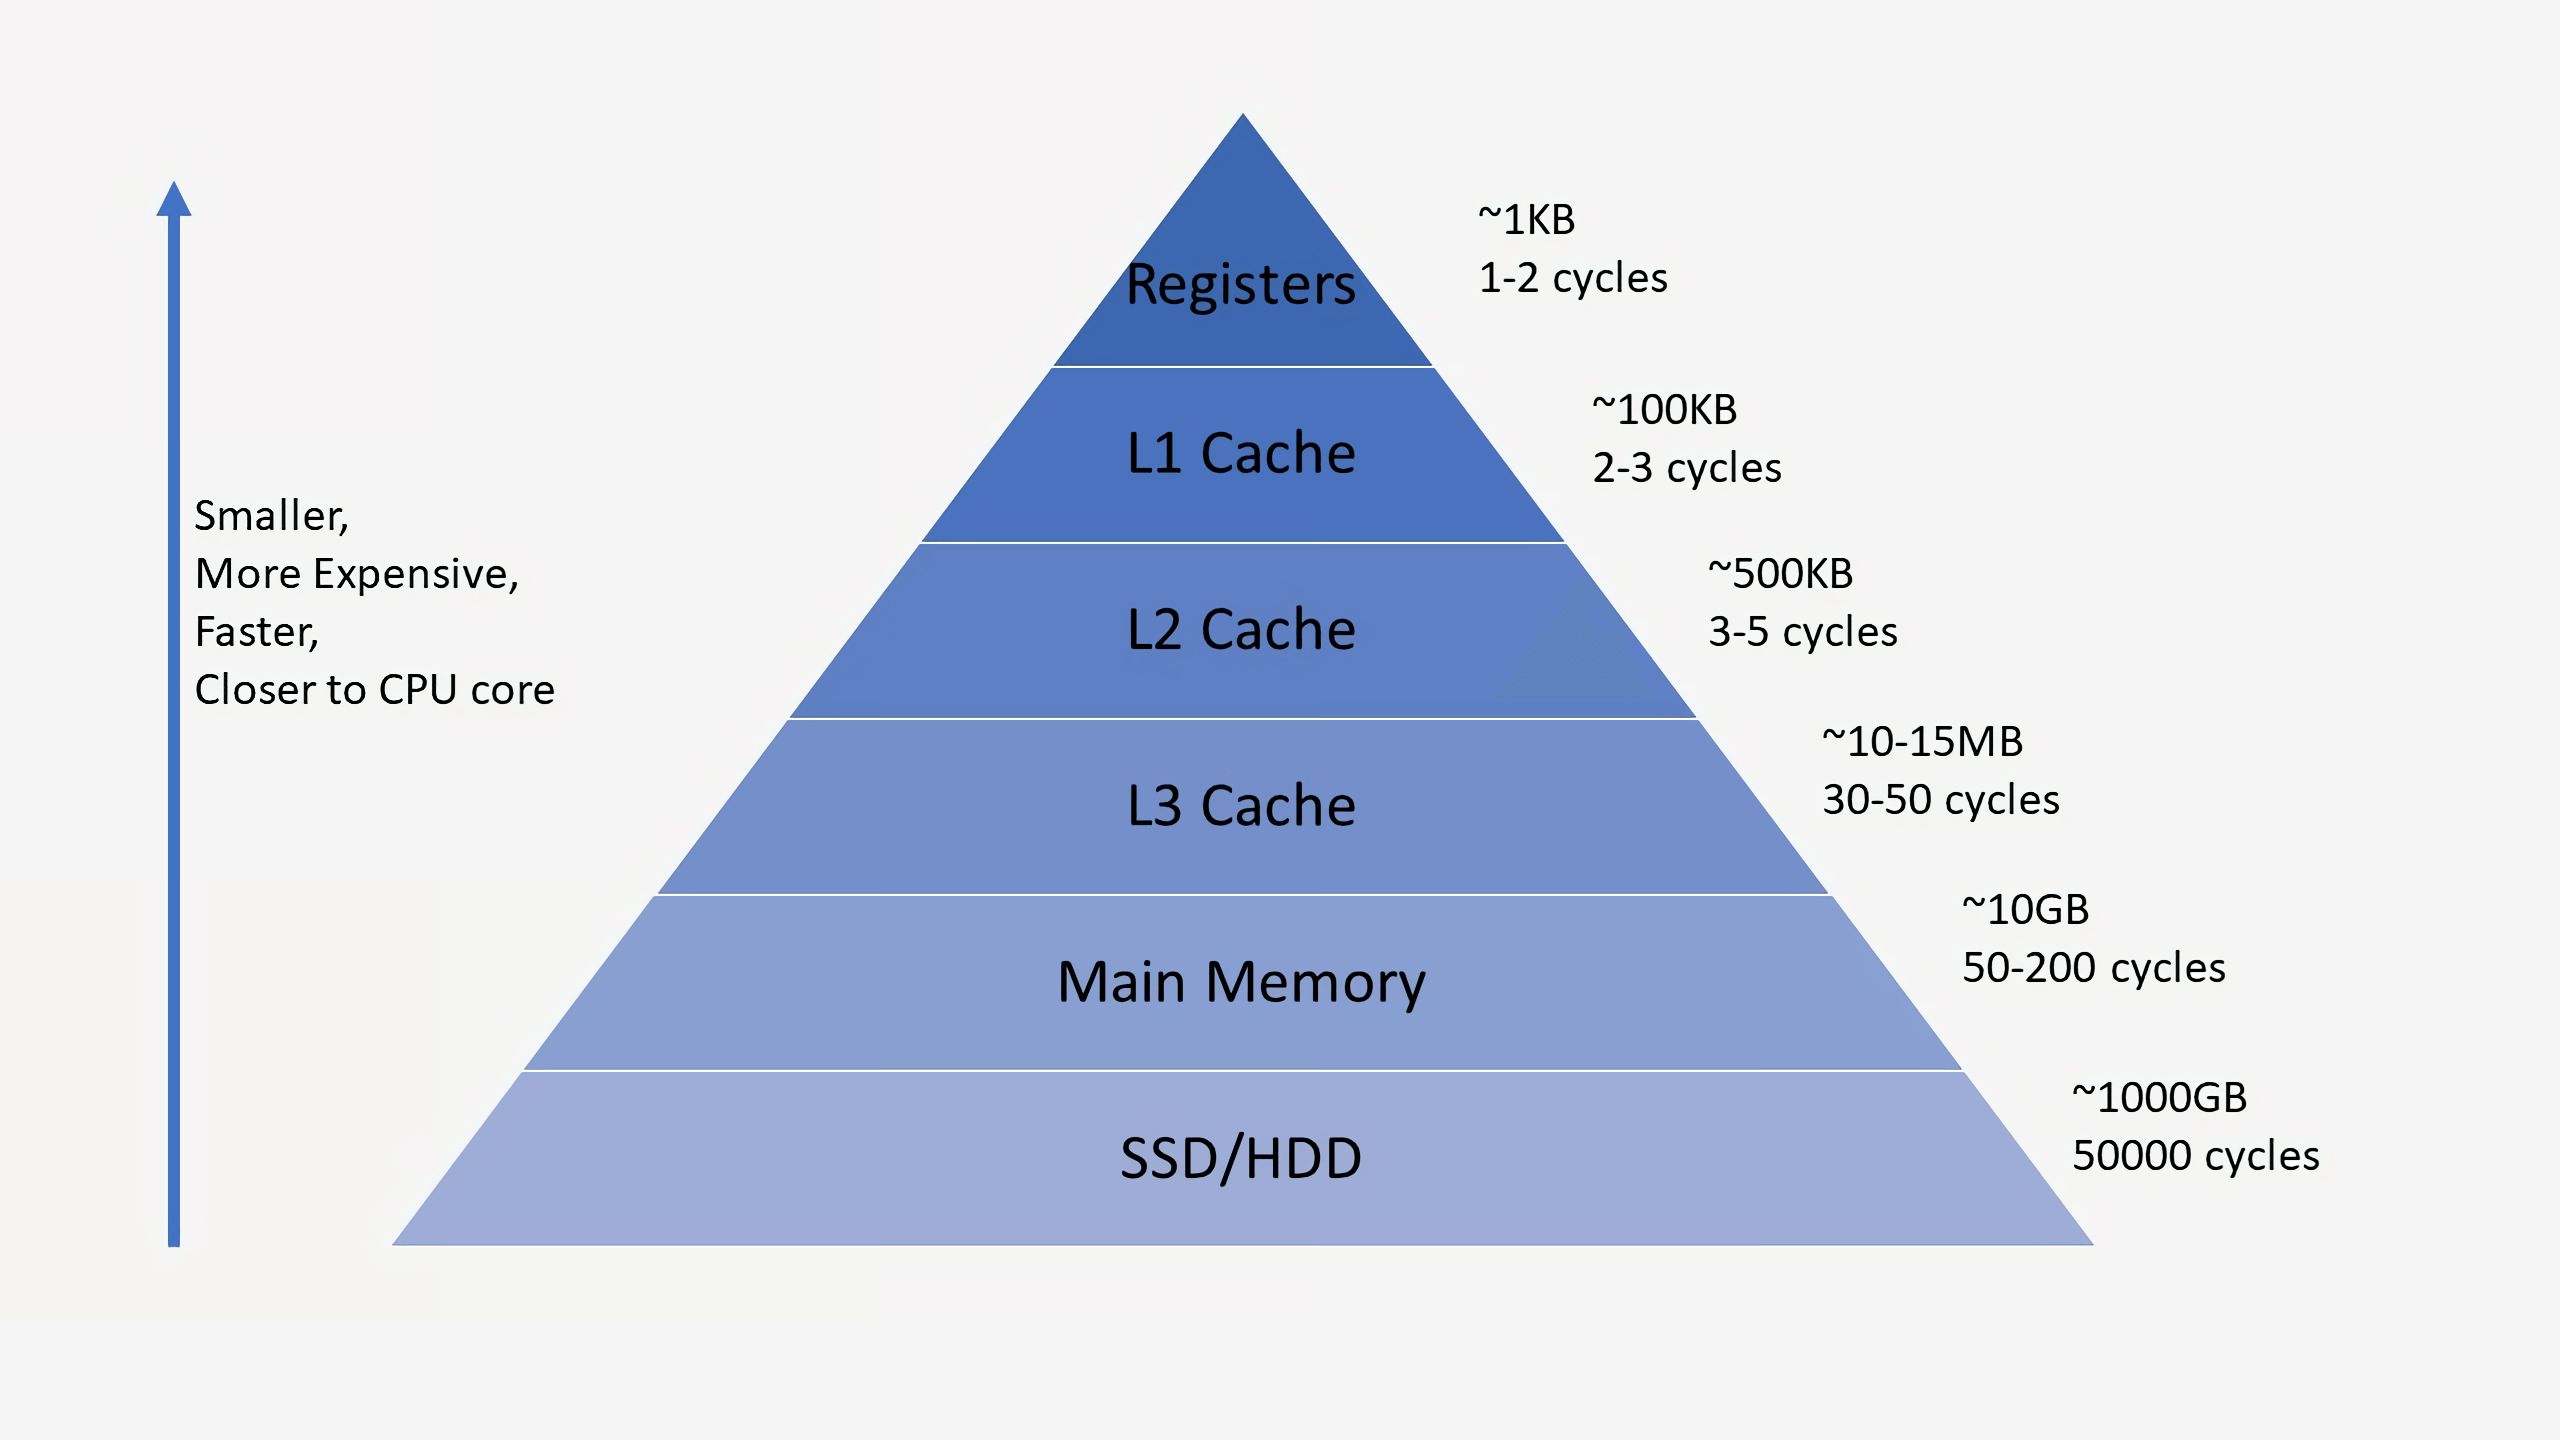 Registers
~1KB
1-2 cycles
L1 Cache
~100KB
2-3 cycles
Smaller,
More Expensive,
Faster,
Closer to CPU core
L2 Cache
~500KB
3-5 cycles
L3 Cache
~10-15MB
30-50 cycles
Main Memory
~10GB
50-200 cycles
SSD/HDD
~1000GB
50000 cycles